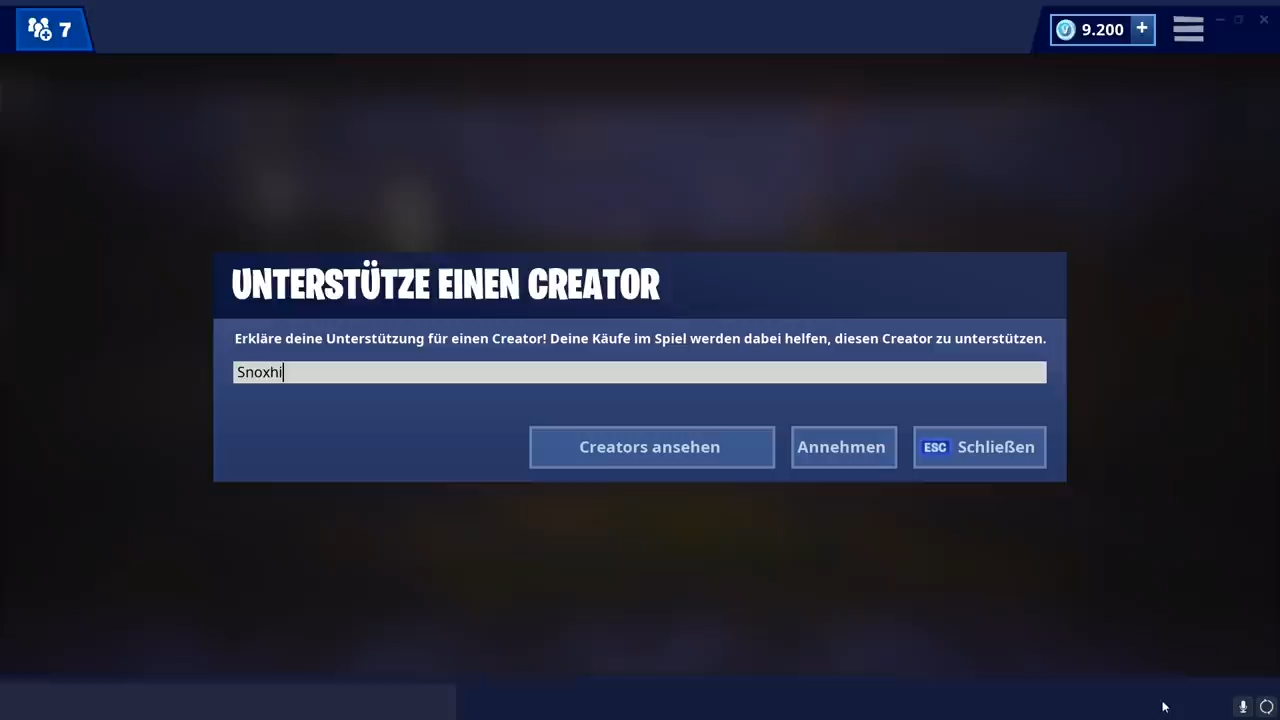 7
9.200 +
UNTERSTÜTZE EINEN CREATOR
Erkläre deine Unterstützung für einen Creator! Deine Käufe im Spiel werden dabei helfen, diesen Creator zu unterstützen.
Snoxhi
Creators ansehen
Annehmen
ESC Schließen